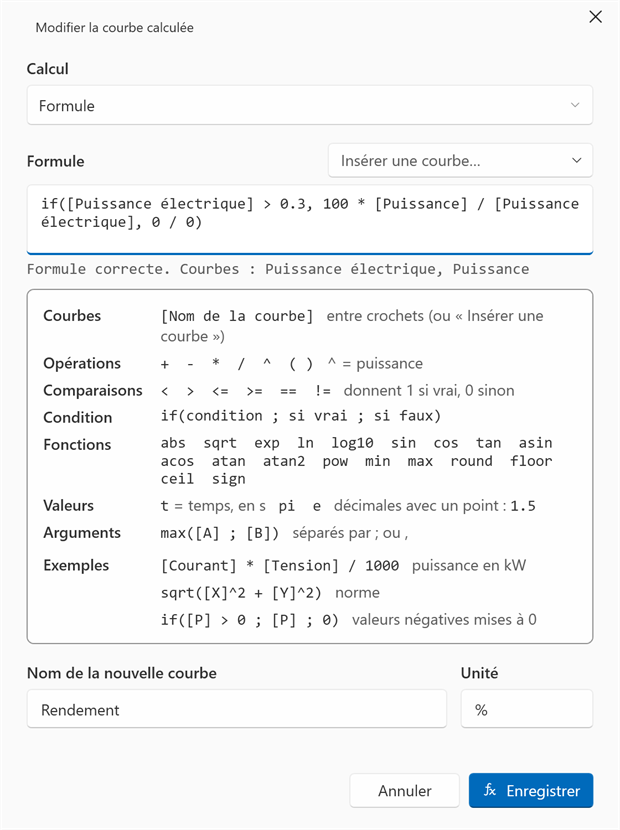 Modifier la courbe calculée
Calcul
Formule
Formule
Insérer une courbe...
if([Puissance électrique] > 0.3, 100 * [Puissance] / [Puissance
électrique], 0 / 0)
Formule correcte. Courbes : Puissance électrique, Puissance
Courbes [Nom de la courbe] entre crochets (ou « Insérer une
courbe »)
Opérations + - * / ^ ( ) ^ = puissance
Comparaisons < > <= >= == != donnent 1 si vrai, 0 sinon
Condition if(condition ; si vrai ; si faux)
Fonctions abs sqrt exp ln log10 sin cos tan asin
acos atan atan2 pow min max round floor
ceil sign
Valeurs t = temps, en s pi e décimales avec un point : 1.5
Arguments max([A] ; [B]) séparés par ; ou ,
Exemples [Courant] * [Tension] / 1000 puissance en kW
sqrt([X]^2 + [Y]^2) norme
if([P] > 0 ; [P] ; 0) valeurs négatives mises à 0
Nom de la nouvelle courbe
Unité
Rendement
%
Annuler
fx Enregistrer